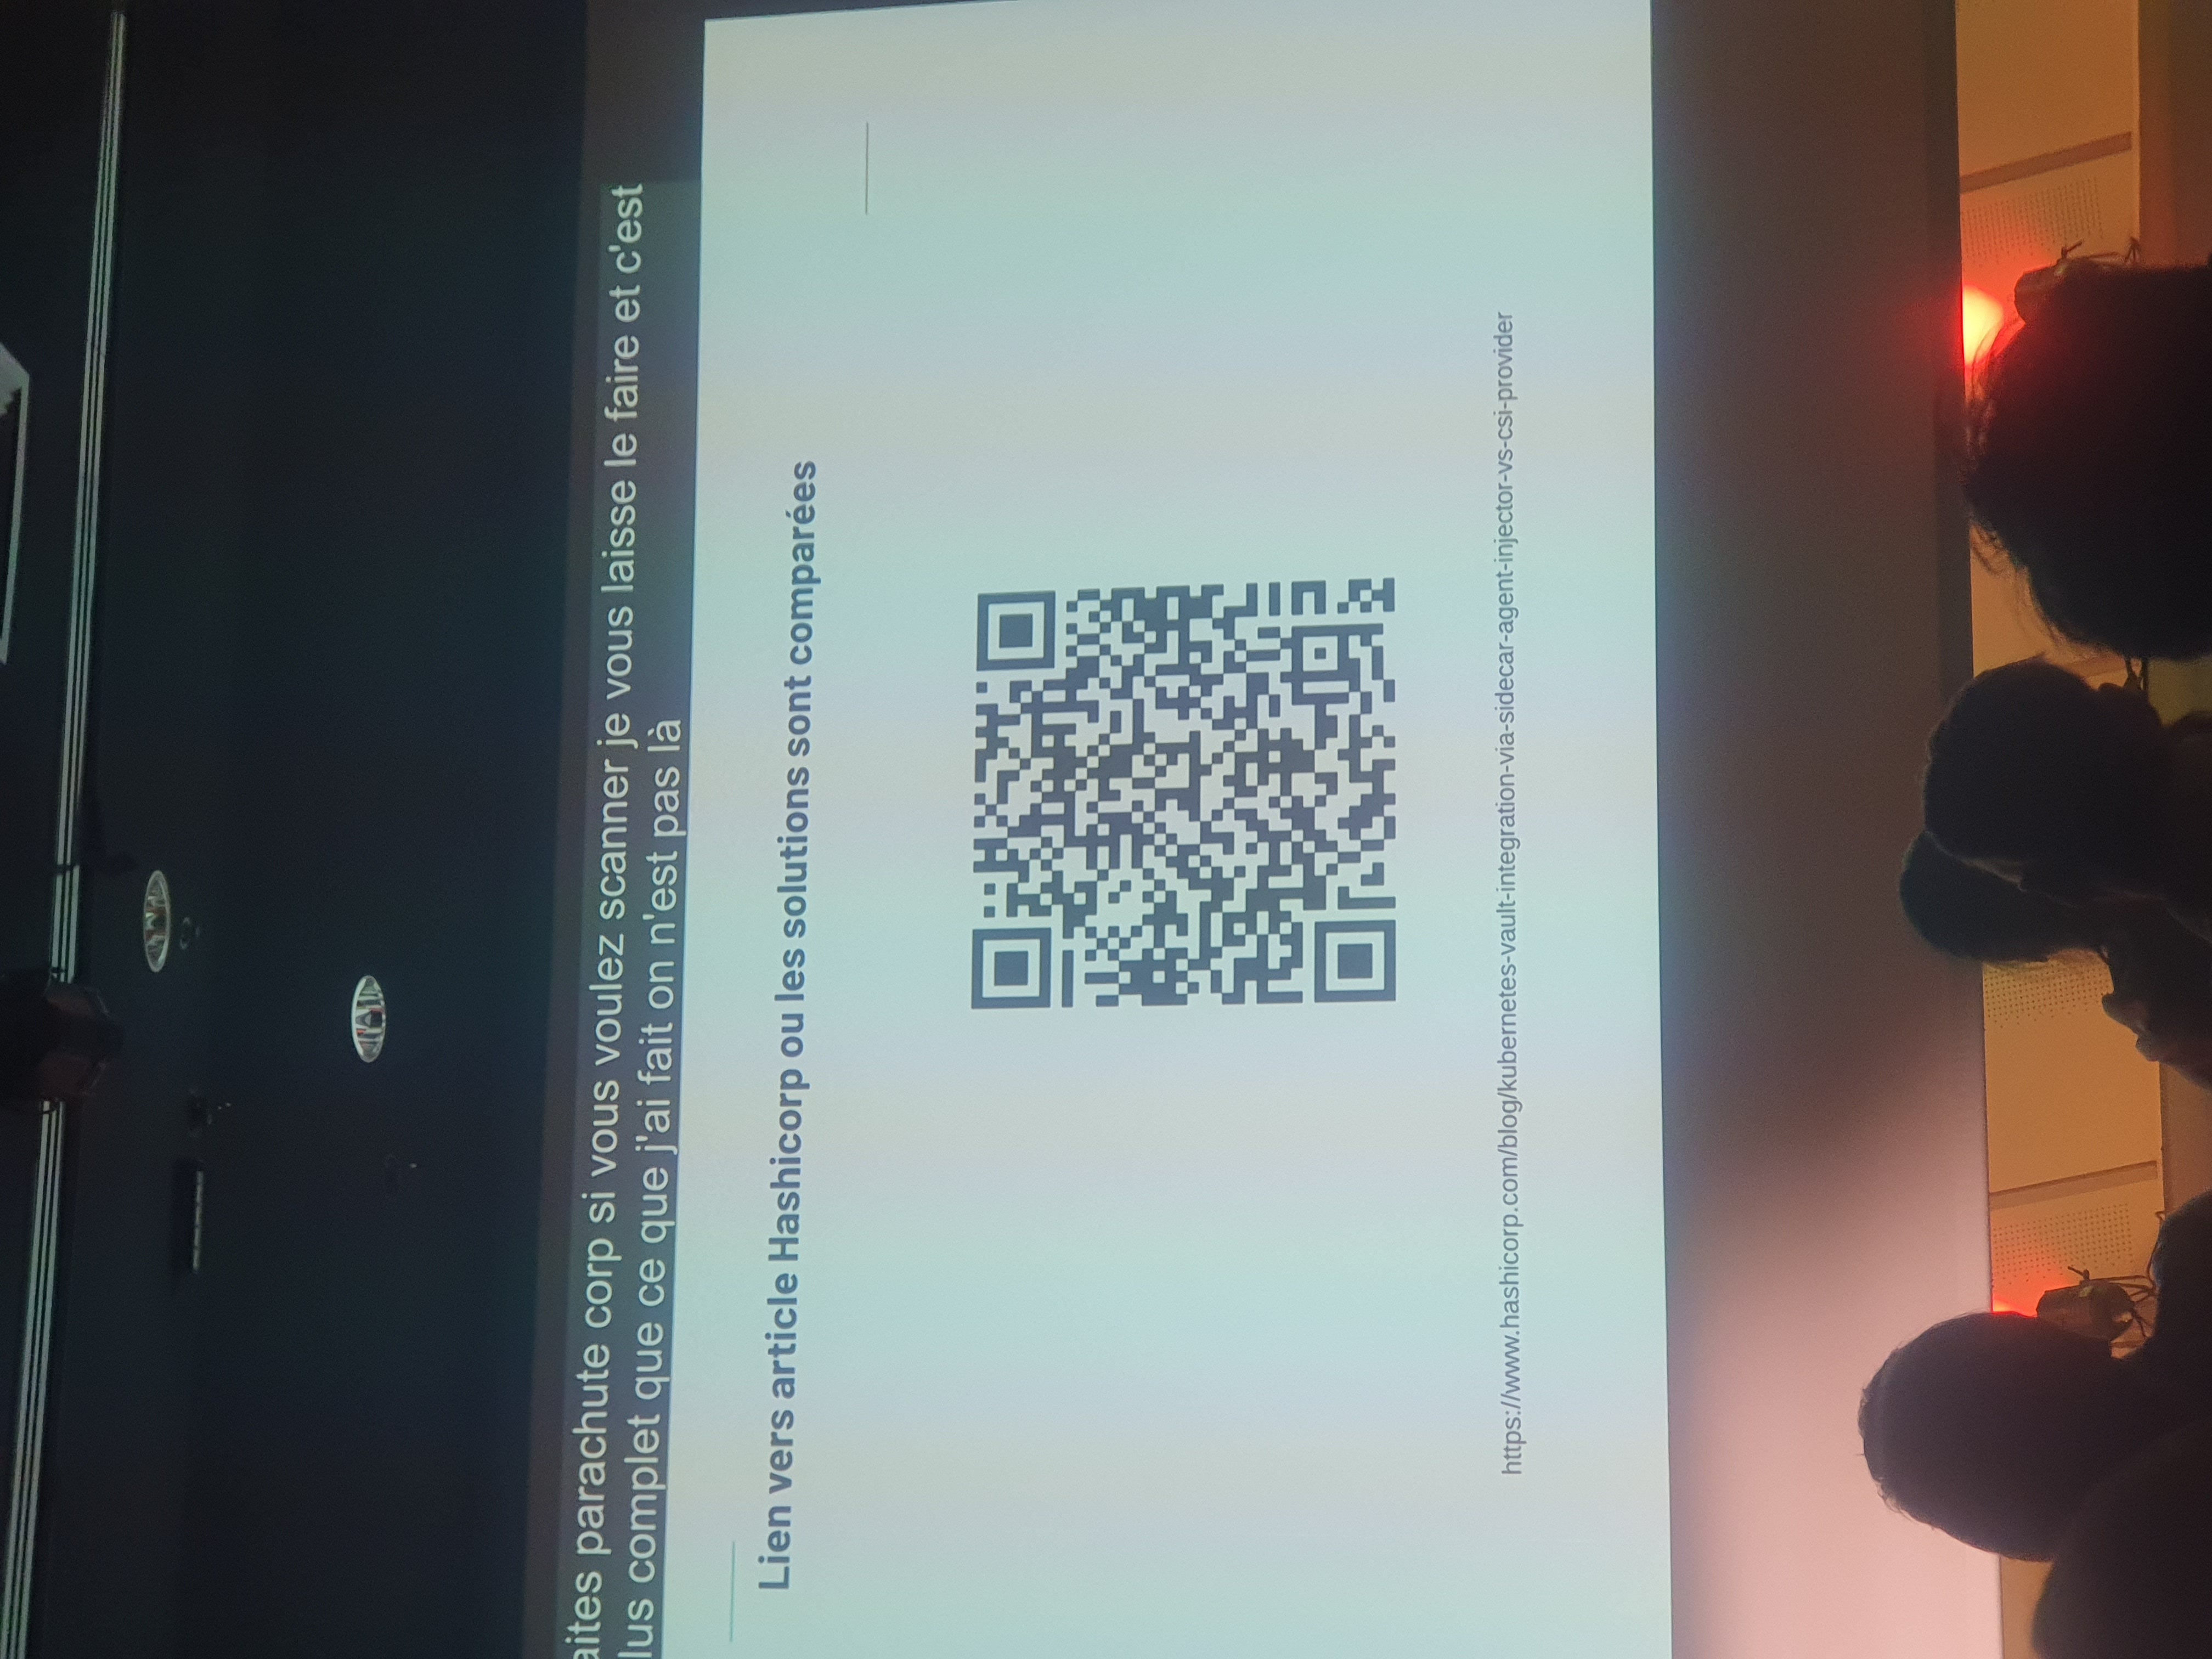 parachute corp si vous voulez scanner je vous laisse le faire et c'est
complet que ce que j'ai fait on n'est pas là
Lien vers article Hashicorp ou les solutions sont comparées
https://www.hashicorp.com/blog/kubernetes-vault-integration-via-sidecar-agent-injector-vs-csi-provider